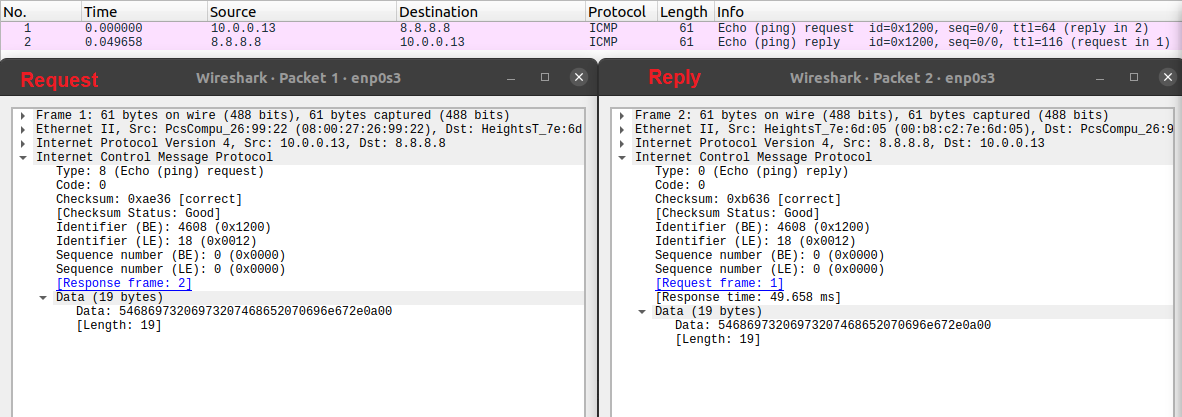 No. Time Source Destination Protocol Length Info
1 0.000000 10.0.0.13 8.8.8.8 ICMP 61 Echo (ping) request id=0x1200, seq=0/0, ttl=64 (reply in 2)
2 0.049658 8.8.8.8 10.0.0.13 ICMP 61 Echo (ping) reply id=0x1200, seq=0/0, ttl=116 (request in 1)
Request Wireshark · Packet 1 · enp0s3
Frame 1: 61 bytes on wire (488 bits), 61 bytes captured (488 bits)
Ethernet II, Src: PcsCompu_26:99:22 (08:00:27:26:99:22), Dst: HeightsT_7e:6d
Internet Protocol Version 4, Src: 10.0.0.13, Dst: 8.8.8.8
Internet Control Message Protocol
Type: 8 (Echo (ping) request)
Code: 0
Checksum: 0xae36 [correct]
[Checksum Status: Good]
Identifier (BE): 4608 (0x1200)
Identifier (LE): 18 (0x0012)
Sequence number (BE): 0 (0x0000)
Sequence number (LE): 0 (0x0000)
[Response frame: 2]
Data (19 bytes)
Data: 54686973206973207468652070696e672e0a00
[Length: 19]
Reply Wireshark · Packet 2 · enp0s3
Frame 2: 61 bytes on wire (488 bits), 61 bytes captured (488 bits)
Ethernet II, Src: HeightsT_7e:6d:05 (00:b8:c2:7e:6d:05), Dst: PcsCompu_26:9
Internet Protocol Version 4, Src: 8.8.8.8, Dst: 10.0.0.13
Internet Control Message Protocol
Type: 0 (Echo (ping) reply)
Code: 0
Checksum: 0xb636 [correct]
[Checksum Status: Good]
Identifier (BE): 4608 (0x1200)
Identifier (LE): 18 (0x0012)
Sequence number (BE): 0 (0x0000)
Sequence number (LE): 0 (0x0000)
[Request frame: 1]
[Response time: 49.658 ms]
Data (19 bytes)
Data: 54686973206973207468652070696e672e0a00
[Length: 19]